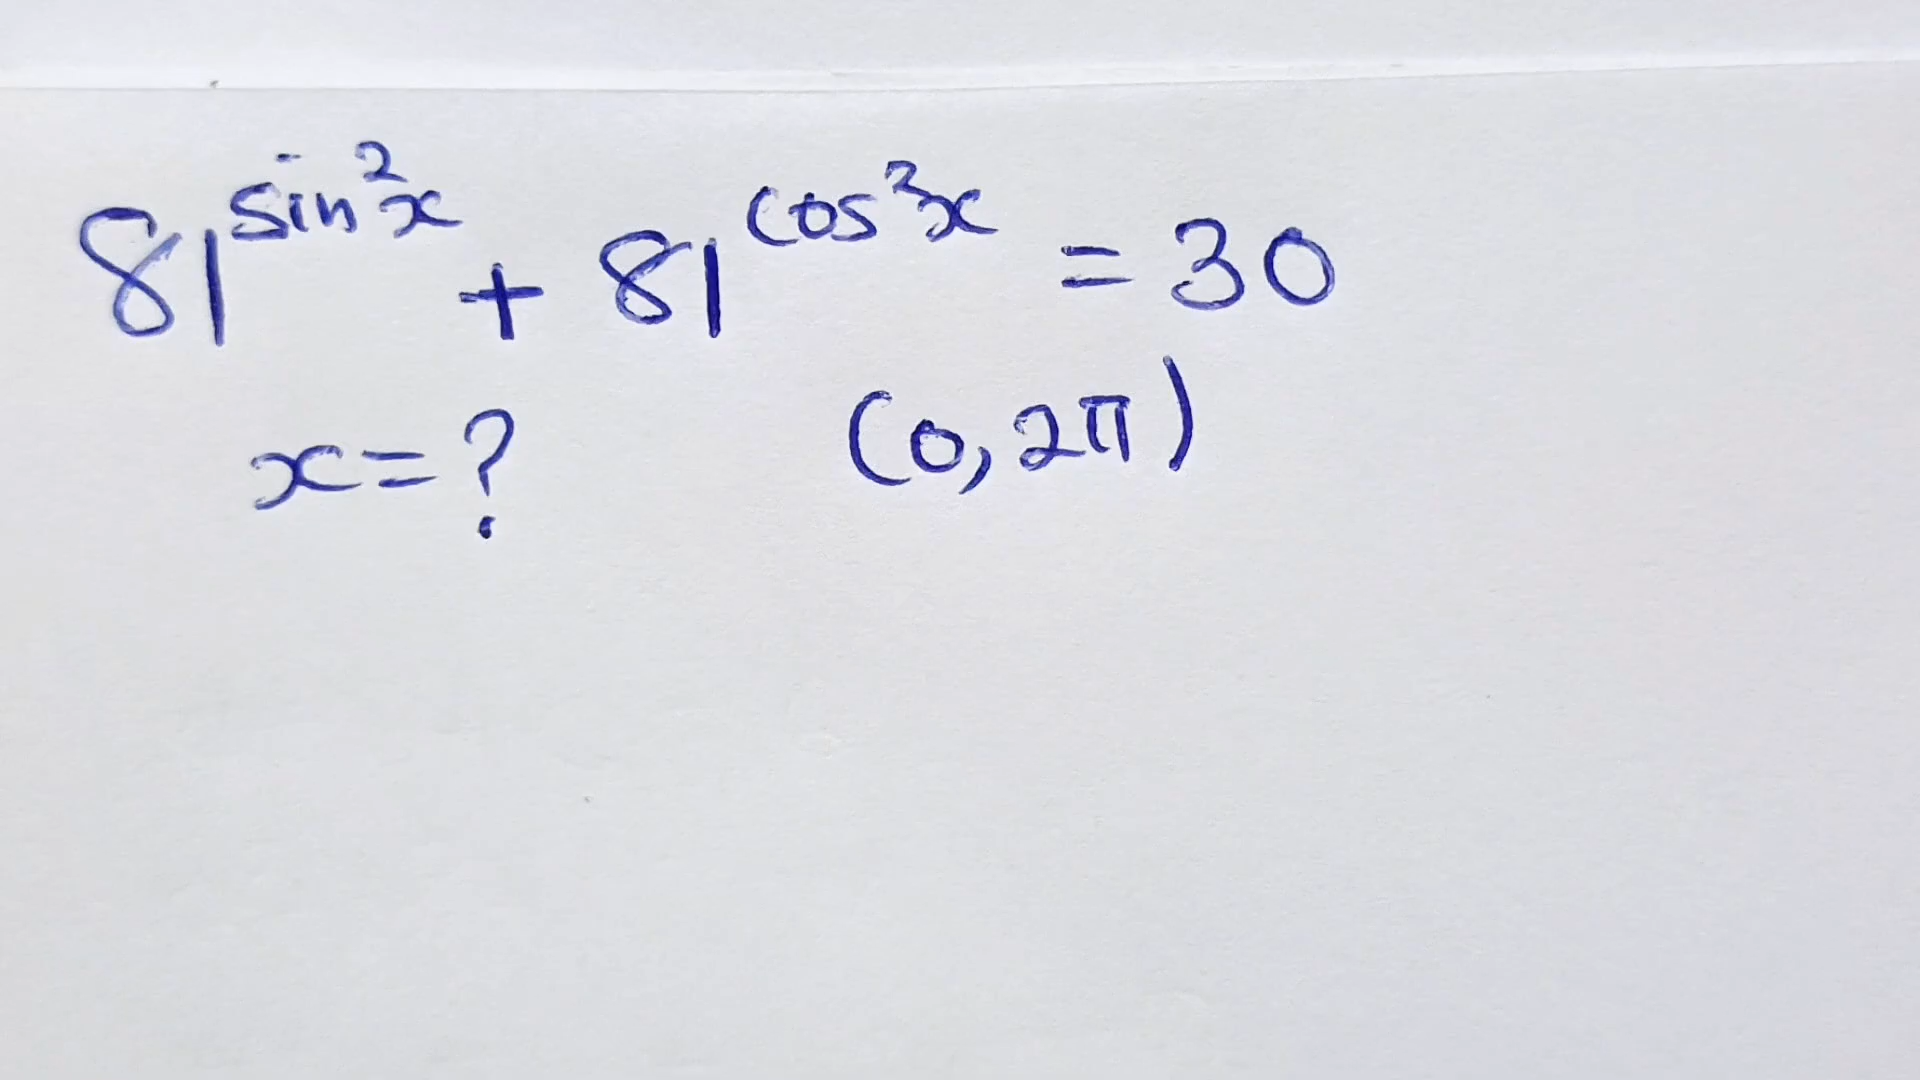 81^sin²x + 81^cos²x = 30
x = ? (0, 2π)